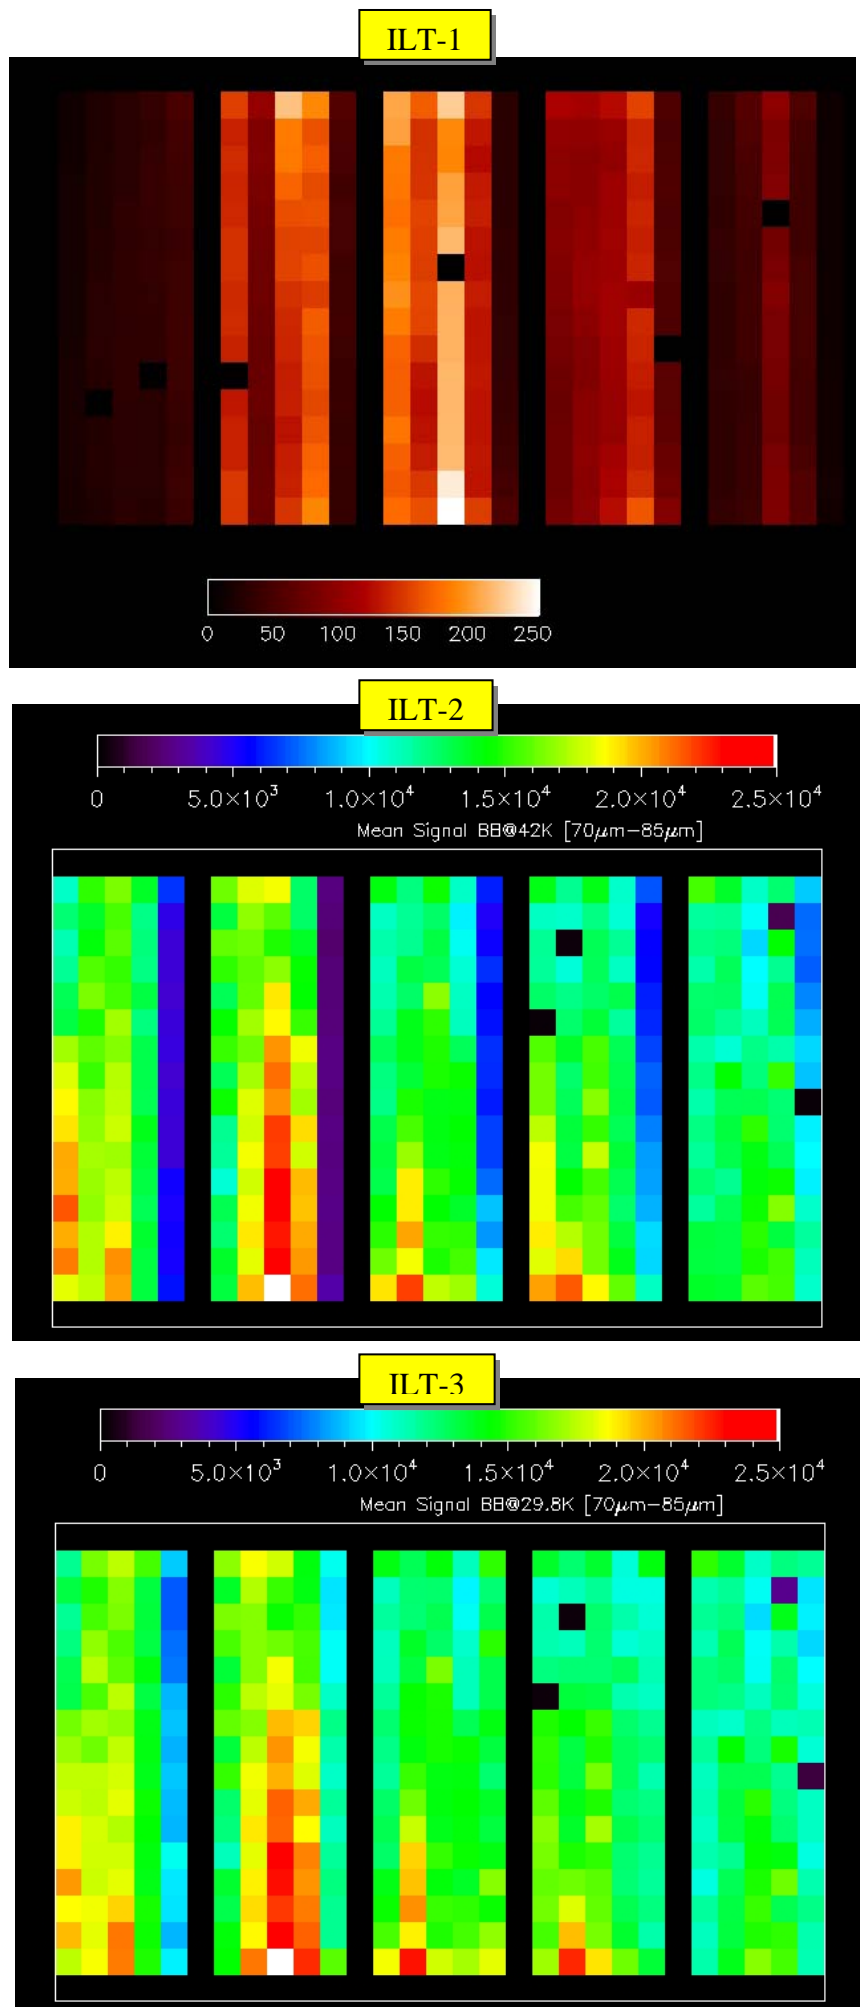 ILT-1
0 50 100 150 200 250
ILT-2
0 5.0×10³ 1.0×10⁴ 1.5×10⁴ 2.0×10⁴ 2.5×10⁴
Mean Signal BB@42K [70μm−85μm]
ILT-3
0 5.0×10³ 1.0×10⁴ 1.5×10⁴ 2.0×10⁴ 2.5×10⁴
Mean Signal BB@29.8K [70μm−85μm]